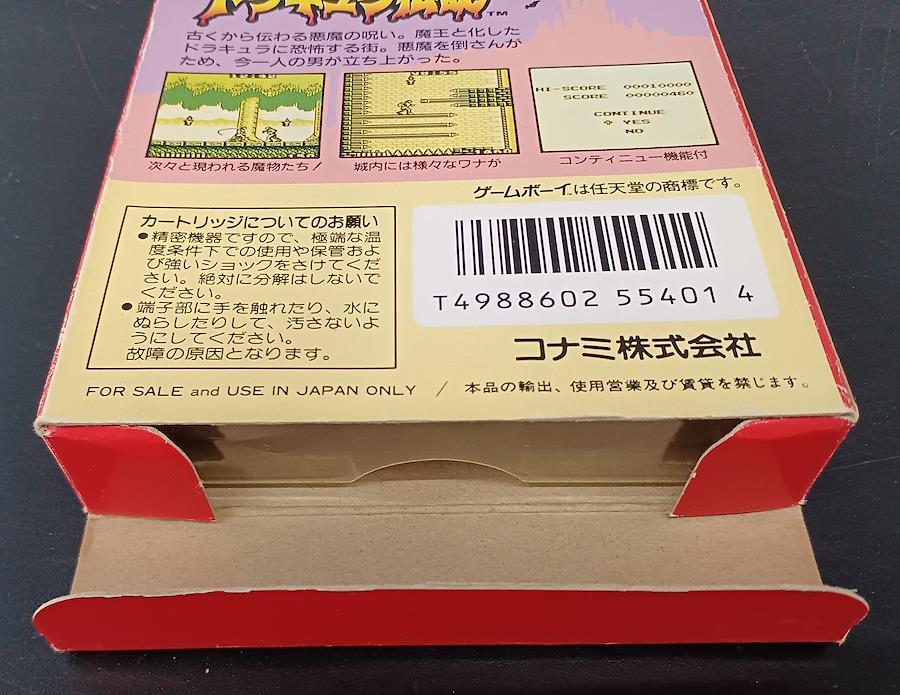 ドラキュラ伝説 TM
古くから伝わる悪魔の呪い。魔王と化した
ドラキュラに恐怖する街。悪魔を倒さんが
ため、今一人の男が立ち上がった。
HI-SCORE 00010000
SCORE 00000460
CONTINUE
YES
NO
次々と現われる魔物たち!
城内には様々なワナが
コンティニュー機能付
ゲームボーイ.は任天堂の商標です。
カートリッジについてのお願い
●精密機器ですので、極端な温
度条件下での使用や保管およ
び強いショックをさけてくだ
さい。絶対に分解はしないで
ください。
●端子部に手を触れたり、水に
ぬらしたりして、汚さないよ
うにしてください。
故障の原因となります。
T4988602 55401 4
コナミ株式会社
FOR SALE and USE IN JAPAN ONLY / 本品の輸出、使用営業及び賃貸を禁じます。